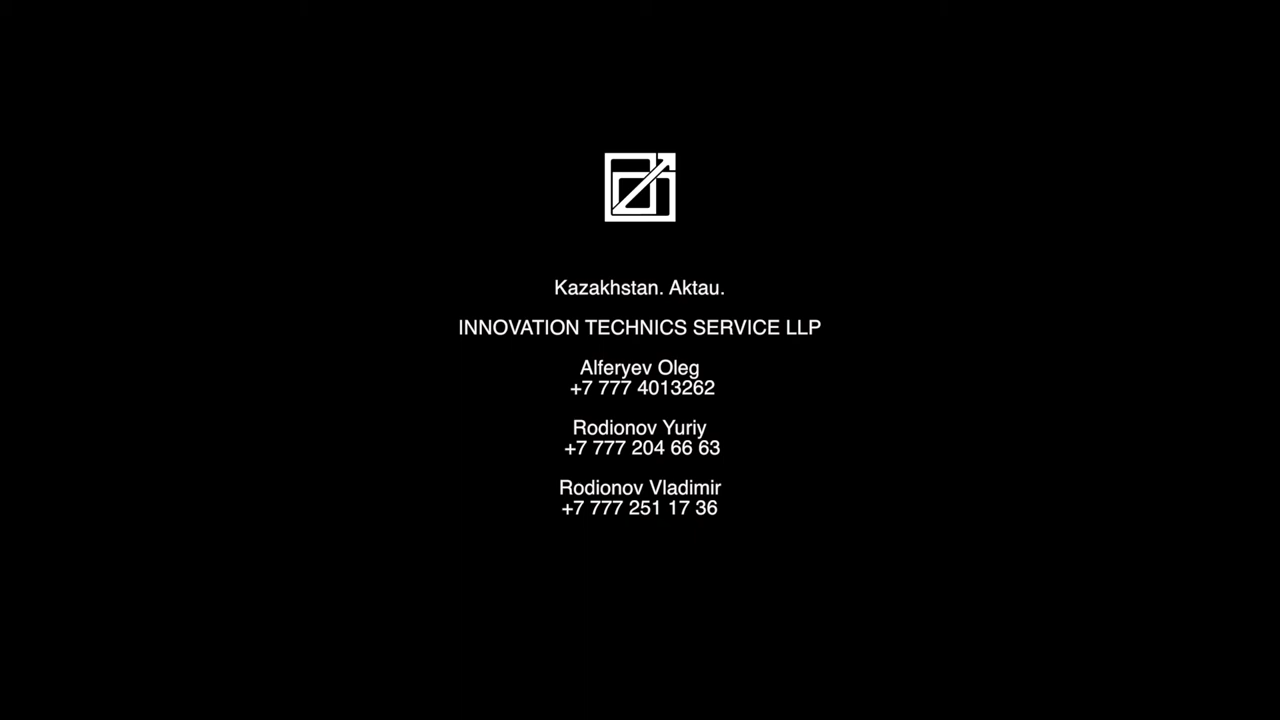 Kazakhstan. Aktau.
INNOVATION TECHNICS SERVICE LLP
Alferyev Oleg
+7 777 4013262
Rodionov Yuriy
+7 777 204 66 63
Rodionov Vladimir
+7 777 251 17 36